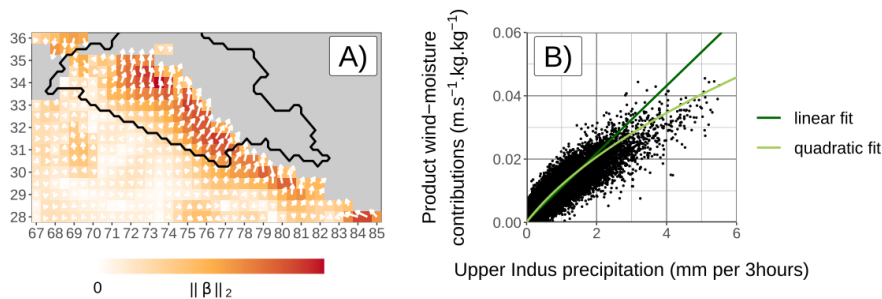 A)
36
35
34
33
32
31
30
29
28
67 68 69 70 71 72 73 74 75 76 77 78 79 80 81 82 83 84 85
0
|| β || ₂
B)
Product wind−moisture
contributions (m.s⁻¹.kg.kg⁻¹)
0.06
0.04
0.02
0.00
0 2 4 6
Upper Indus precipitation (mm per 3hours)
linear fit
quadratic fit